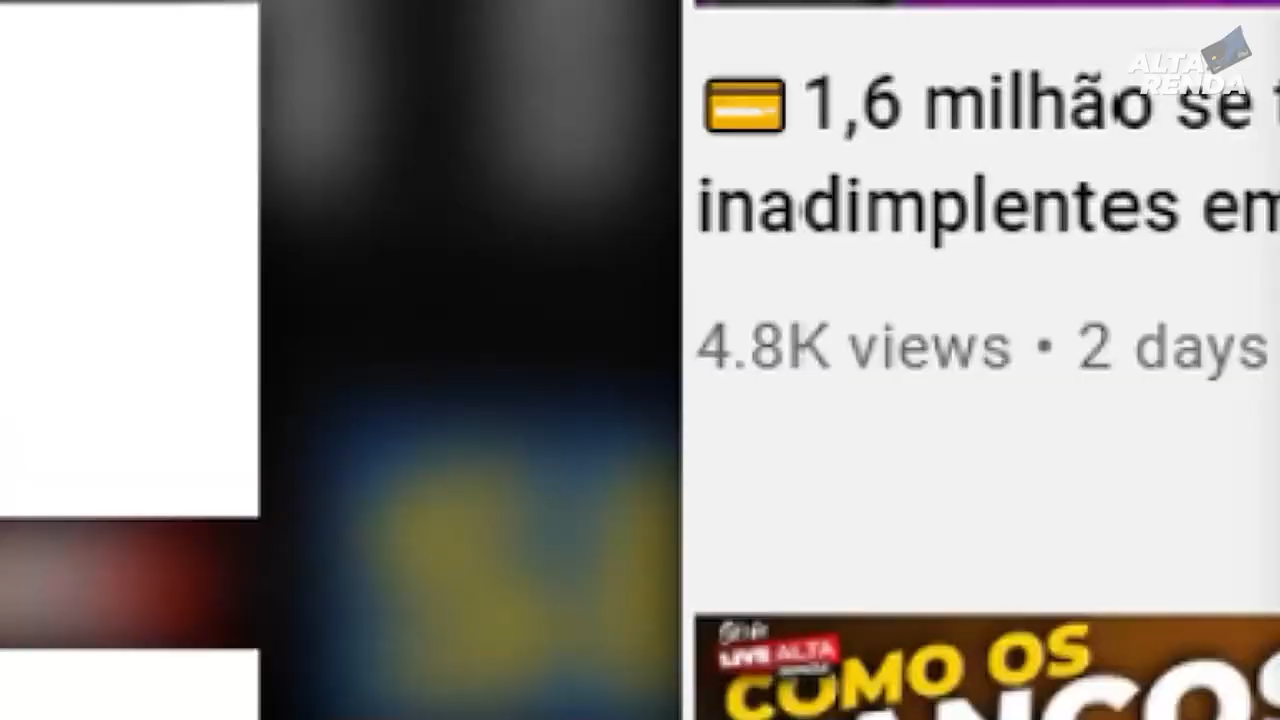 ALTA
RENDA
1,6 milhão se
inadimplentes em
4.8K views • 2 days
LIVE ALTA
COMO OS